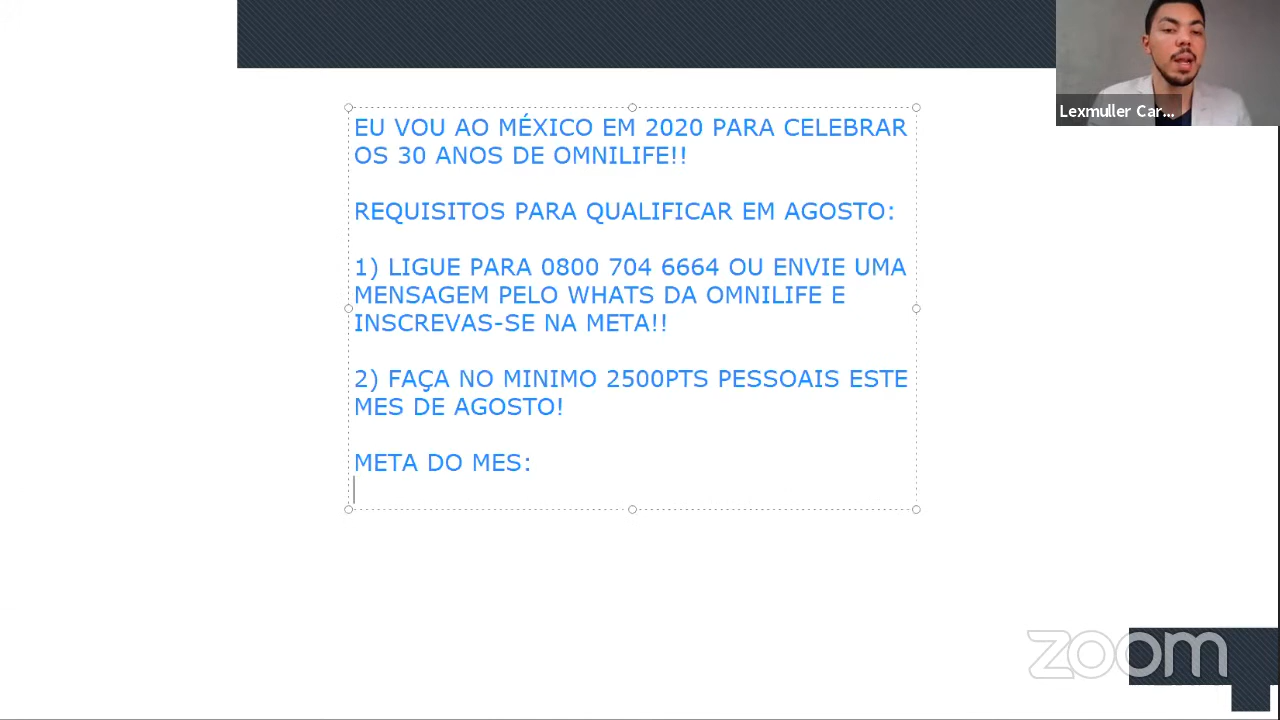 EU VOU AO MÉXICO EM 2020 PARA CELEBRAR
OS 30 ANOS DE OMNILIFE!!
REQUISITOS PARA QUALIFICAR EM AGOSTO:
1) LIGUE PARA 0800 704 6664 OU ENVIE UMA
MENSAGEM PELO WHATS DA OMNILIFE E
INSCREVAS-SE NA META!!
2) FAÇA NO MINIMO 2500PTS PESSOAIS ESTE
MES DE AGOSTO!
META DO MES:
Lexmuller Car...
zoom